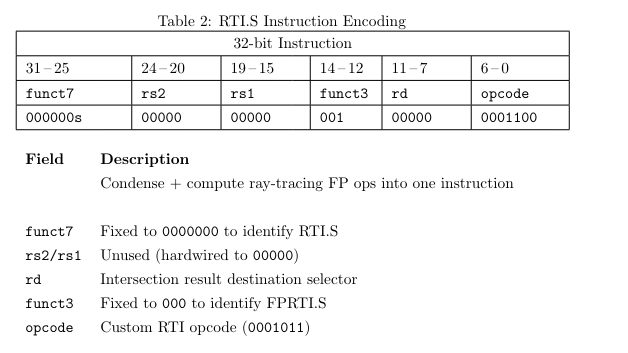 Table 2: RTI.S Instruction Encoding
32-bit Instruction
31–25 24–20 19–15 14–12 11–7 6–0
funct7 rs2 rs1 funct3 rd opcode
000000s 00000 00000 001 00000 0001100
Field Description
Condense + compute ray-tracing FP ops into one instruction
funct7 Fixed to 0000000 to identify RTI.S
rs2/rs1 Unused (hardwired to 00000)
rd Intersection result destination selector
funct3 Fixed to 000 to identify FPRTI.S
opcode Custom RTI opcode (0001011)